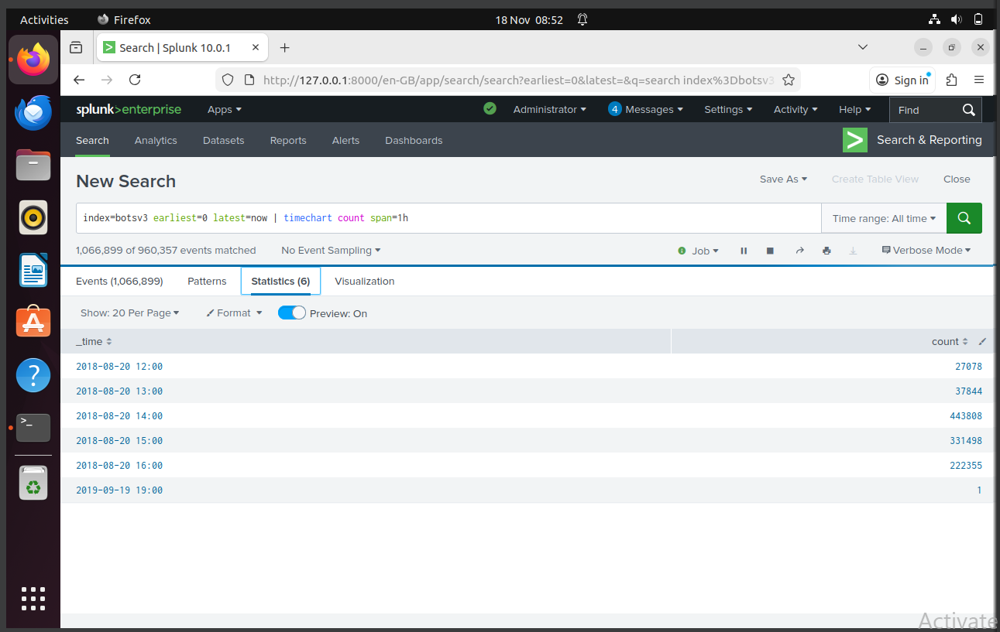 Activities Firefox 18 Nov 08:52
Search | Splunk 10.0.1
http://127.0.0.1:8000/en-GB/app/search/search?earliest=0&latest=&q=search index%3Dbotsv3 Sign in
splunk>enterprise Apps Administrator 4 Messages Settings Activity Help Find
Search Analytics Datasets Reports Alerts Dashboards > Search & Reporting
New Search Save As Create Table View Close
index=botsv3 earliest=0 latest=now | timechart count span=1h Time range: All time
1,066,899 of 960,357 events matched No Event Sampling Job Verbose Mode
Events (1,066,899) Patterns Statistics (6) Visualization
Show: 20 Per Page Format Preview: On
_time count
2018-08-20 12:00 27078
2018-08-20 13:00 37844
2018-08-20 14:00 443808
2018-08-20 15:00 331498
2018-08-20 16:00 222355
2019-09-19 19:00 1
Activate